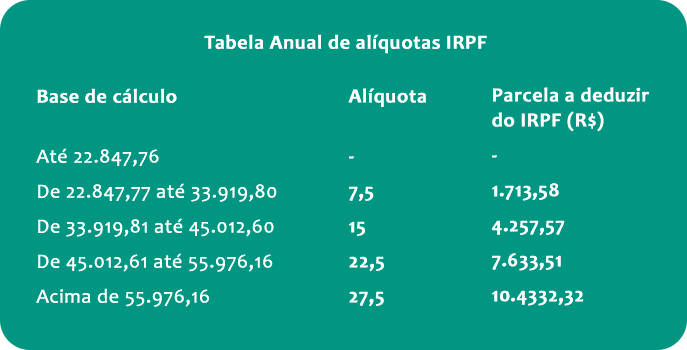 Tabela Anual de alíquotas IRPF
Base de cálculo Alíquota Parcela a deduzir
do IRPF (R$)
Até 22.847,76 - -
De 22.847,77 até 33.919,80 7,5 1.713,58
De 33.919,81 até 45.012,60 15 4.257,57
De 45.012,61 até 55.976,16 22,5 7.633,51
Acima de 55.976,16 27,5 10.4332,32